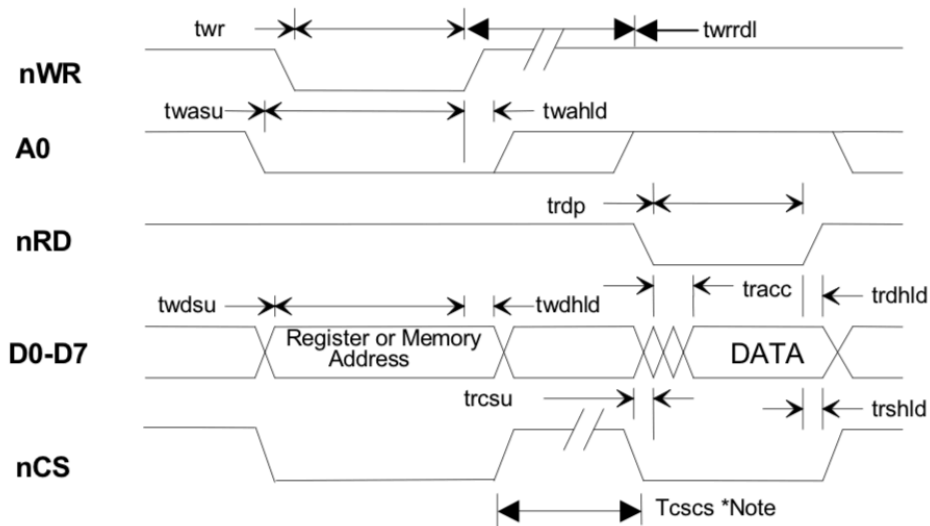 twr
twrrdl
nWR
twasu
twahld
A0
trdp
nRD
twdsu
twdhld
tracc
trdhld
D0-D7
Register or Memory
Address
DATA
trcsu
trshld
nCS
Tcscs *Note